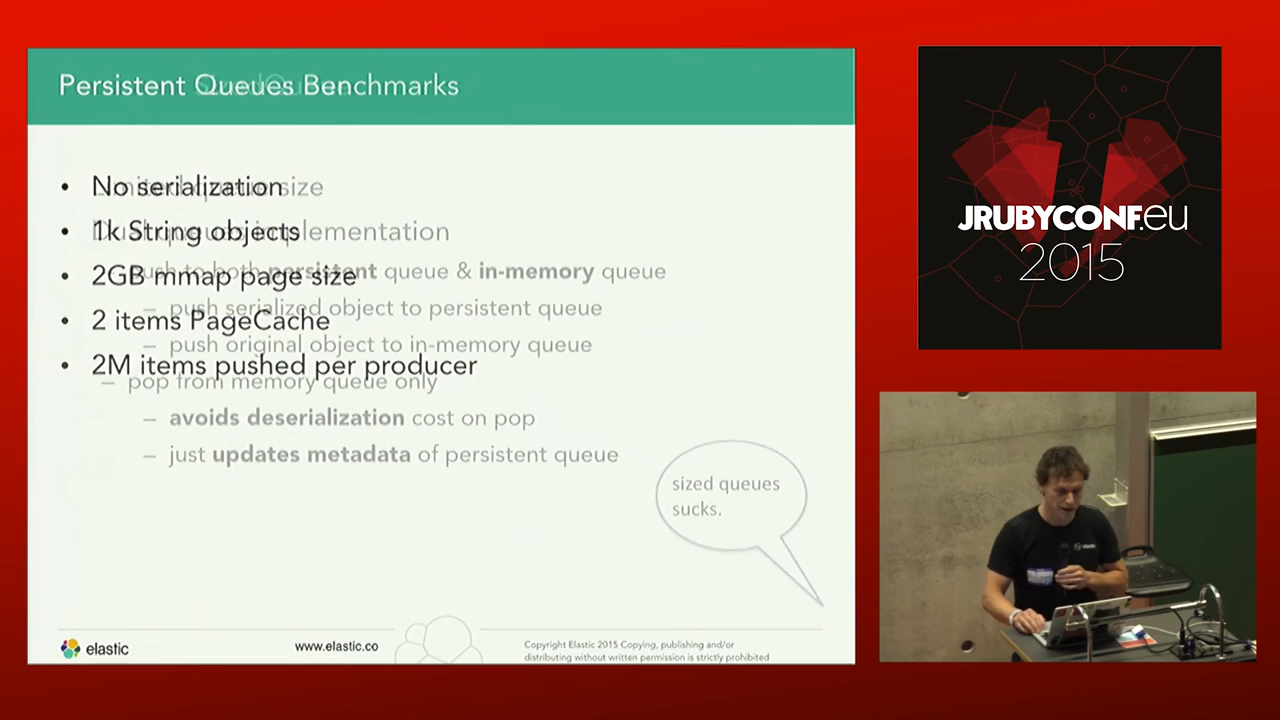 Persistent Queues Benchmarks
• No serialization
size
• 1k String objects
implementation
push to both persistent queue & in-memory queue
• 2GB mmap page size
– push serialized object to persistent queue
• 2 items PageCache
– push original object to in-memory queue
• 2M items pushed per producer
– pop from memory queue only
– avoids deserialization cost on pop
– just updates metadata of persistent queue
sized queues
sucks.
elastic
www.elastic.co
Copyright Elastic 2015 Copying, publishing and/or
distributing without written permission is strictly prohibited
JRUBYCONF.eu
2015